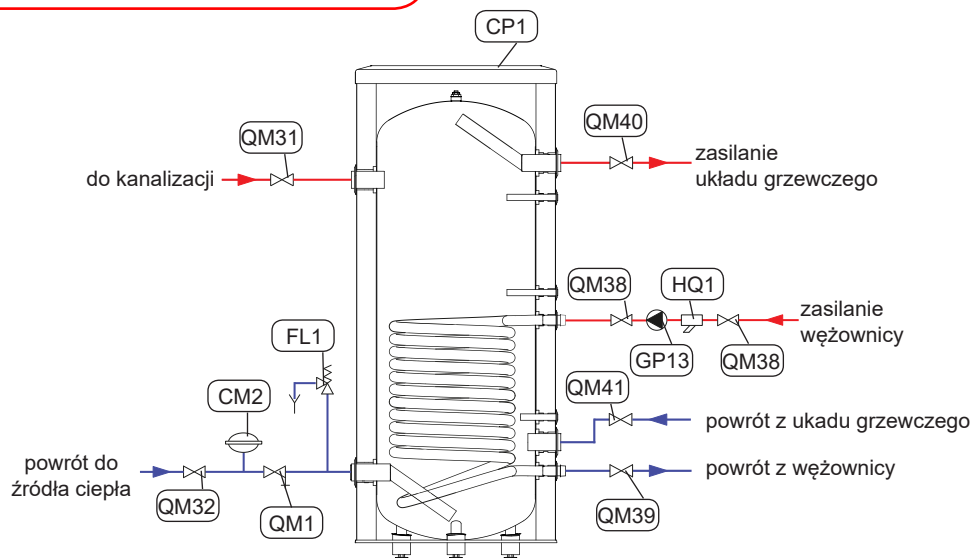 CP1
QM31
QM40
do kanalizacji
zasilanie
układu grzewczego
QM38
HQ1
zasilanie
wężownicy
FL1
GP13
QM38
CM2
QM41
powrót z ukadu grzewczego
powrót do
źródła ciepła
powrót z wężownicy
QM32
QM1
QM39